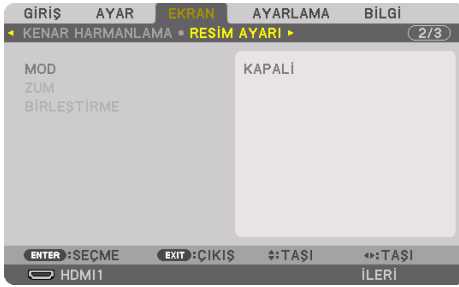 GİRİŞ AYAR EKRAN AYARLAMA BİLGİ
KENAR HARMANLAMA • RESİM AYARI 2/3
MOD KAPALİ
ZUM
BİRLEŞTİRME
ENTER :SEÇME EXIT :ÇIKIŞ :TAŞI :TAŞI
HDMI1 İLERİ